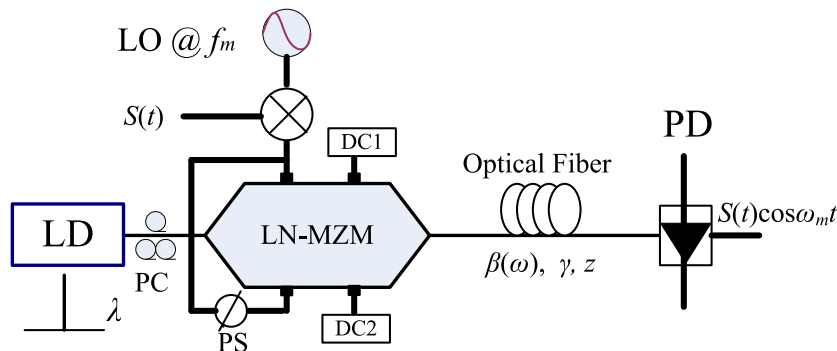 LO @ fm
S(t)
DC1
PD
Optical Fiber
S(t)cosωmt
LD
LN-MZM
PC
β(ω), γ, z
λ
PS
DC2